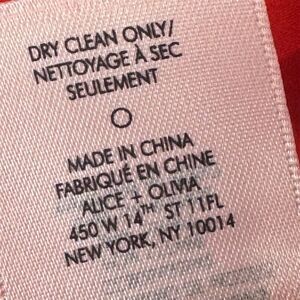 DRY CLEAN ONLY/
NETTOYAGE À SEC
SEULEMENT
MADE IN CHINA
FABRIQUÉ EN CHINE
ALICE + OLIVIA
450 W 14TH ST 11FL
NEW YORK, NY 10014